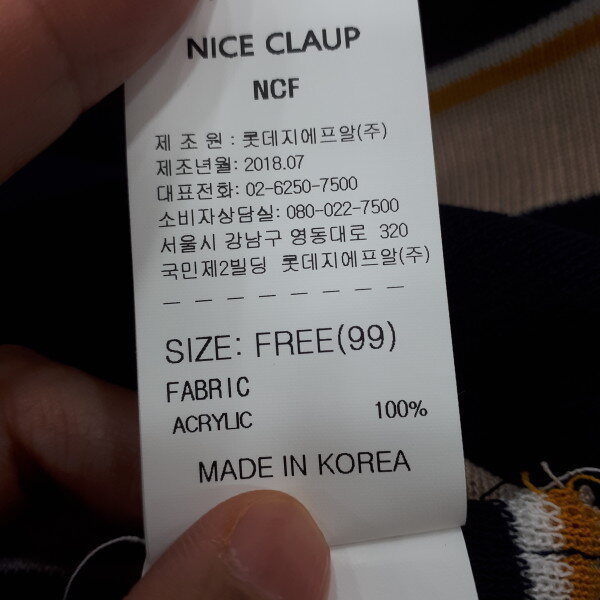 NICE CLAUP
NCF
제 조 원 : 롯데지에프알(주)
제조년월: 2018.07
대표전화: 02-6250-7500
소비자상담실: 080-022-7500
서울시 강남구 영동대로 320
국민제2빌딩 롯데지에프알(주)
SIZE: FREE(99)
FABRIC
ACRYLIC 100%
MADE IN KOREA